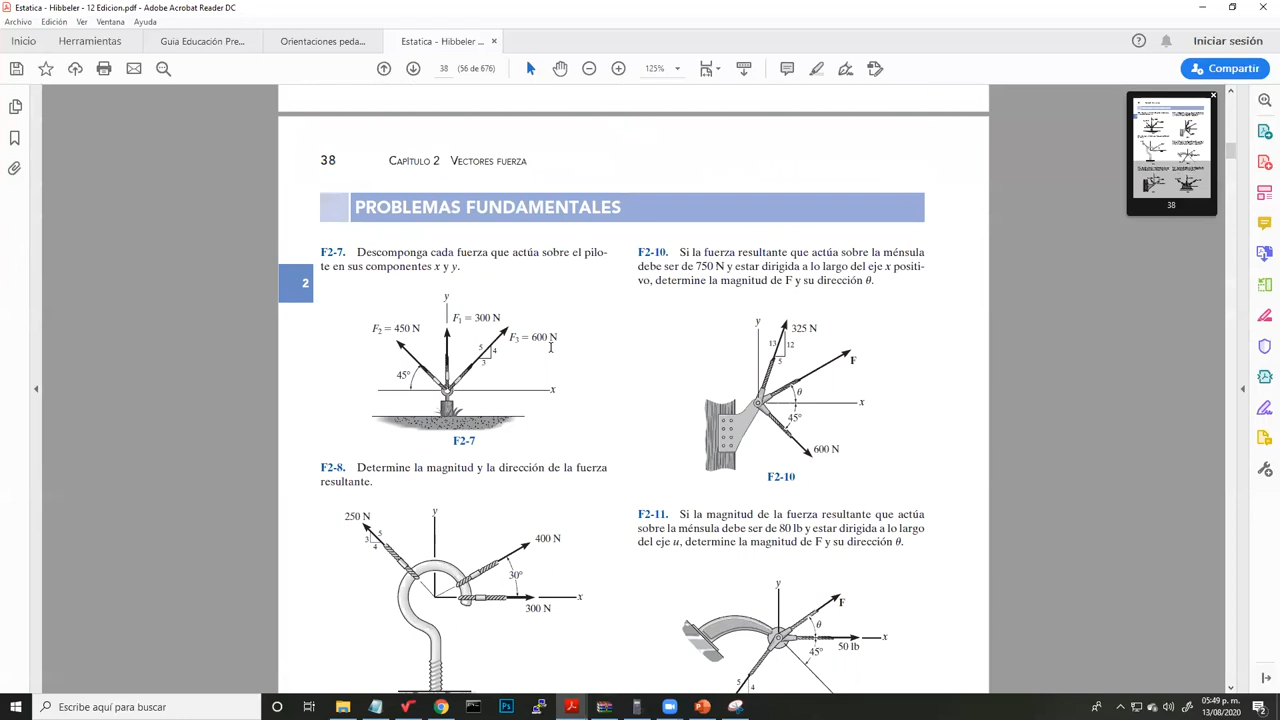 Estatica - Hibbeler - 12 Edicion.pdf - Adobe Acrobat Reader DC
Archivo Edición Ver Ventana Ayuda
Inicio Herramientas Guia Educación Pre... Orientaciones peda... Estatica - Hibbeler ... Iniciar sesión
38 (56 de 676) 125% Compartir
38 CAPÍTULO 2 VECTORES FUERZA
PROBLEMAS FUNDAMENTALES
2
F2-7. Descomponga cada fuerza que actúa sobre el pilo-
te en sus componentes x y y.
y
F1 = 300 N
F2 = 450 N
F3 = 600 N
5
4
3
45°
x
F2-7
F2-8. Determine la magnitud y la dirección de la fuerza
resultante.
y
250 N
400 N
5
3
4
30°
x
300 N
F2-10. Si la fuerza resultante que actúa sobre la ménsula
debe ser de 750 N y estar dirigida a lo largo del eje x positi-
vo, determine la magnitud de F y su dirección θ.
y
325 N
13
12
5
F
θ
x
45°
600 N
F2-10
F2-11. Si la magnitud de la fuerza resultante que actúa
sobre la ménsula debe ser de 80 lb y estar dirigida a lo largo
del eje u, determine la magnitud de F y su dirección θ.
y
F
θ
x
50 lb
45°
5
4
38
Escribe aquí para buscar
05:49 p. m.
13/08/2020
2